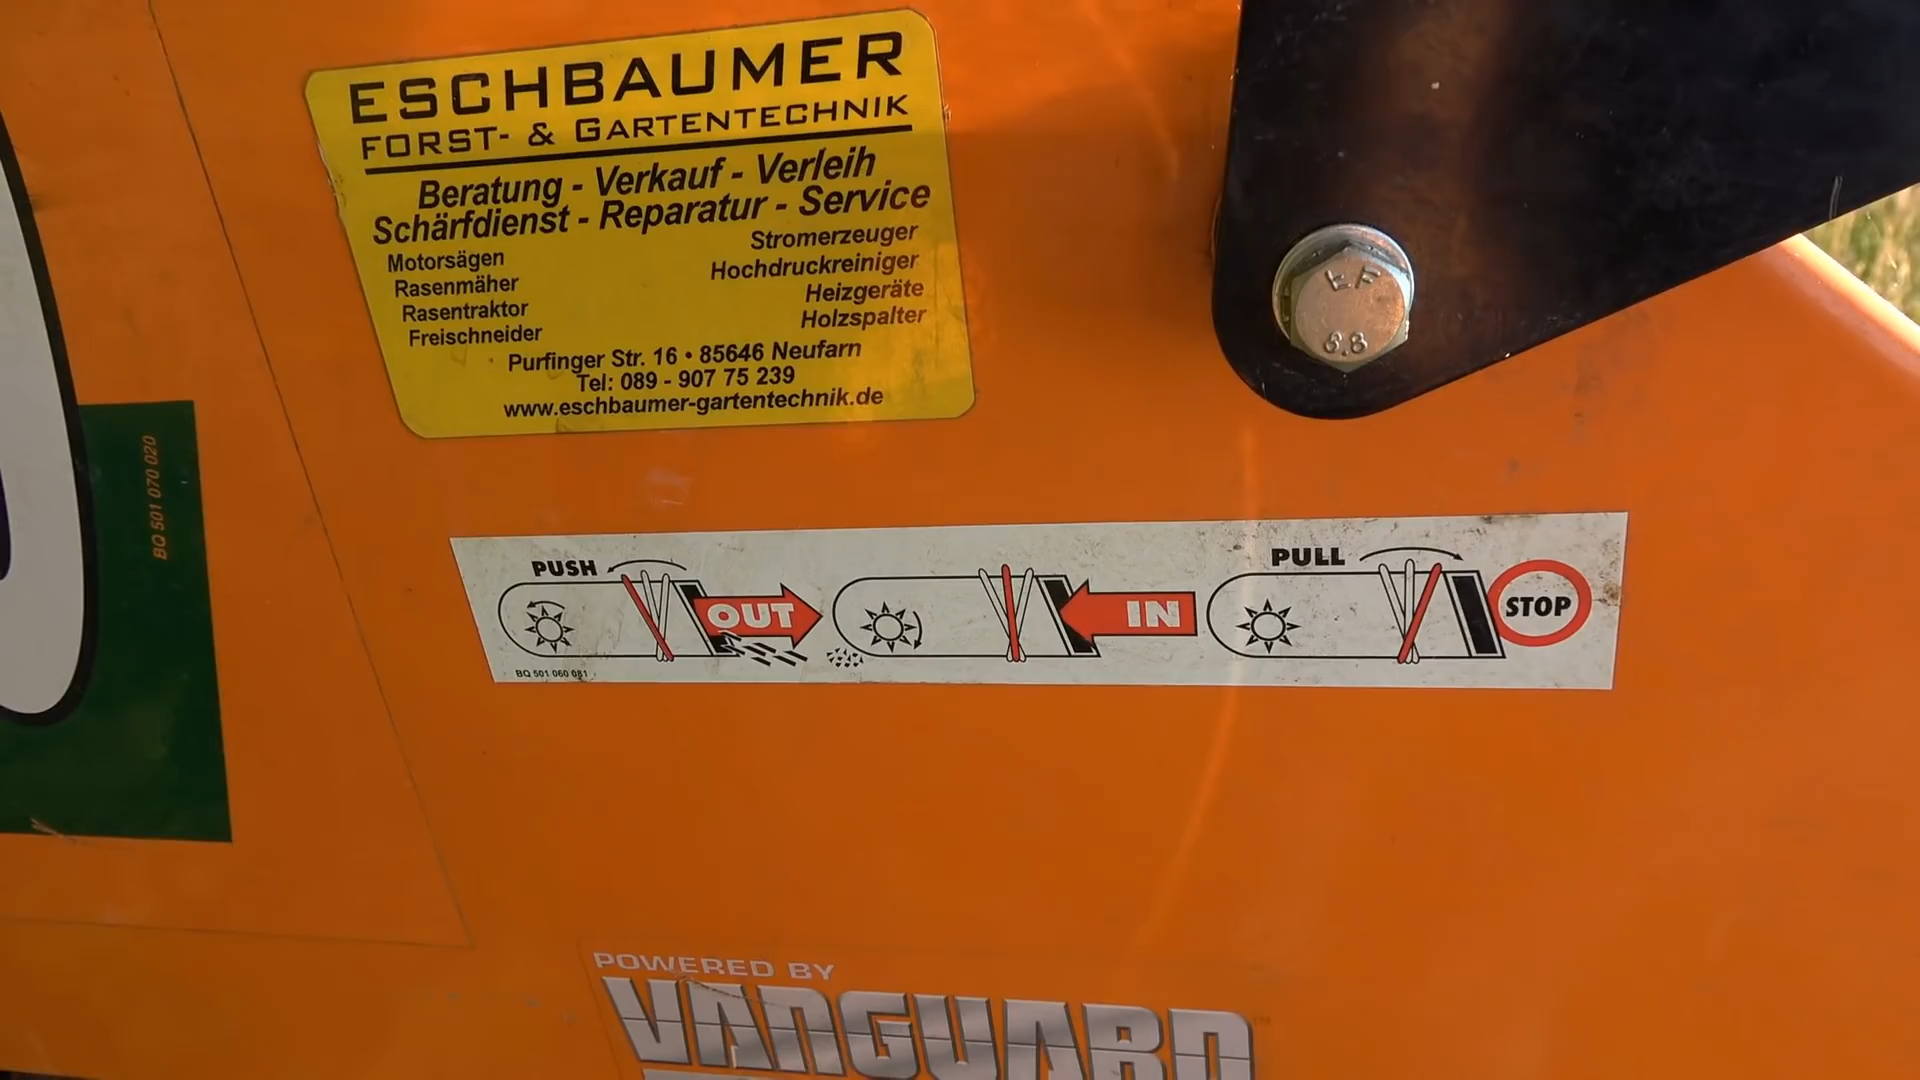 ESCHBAUMER
FORST- & GARTENTECHNIK
Beratung - Verkauf - Verleih
Schärfdienst - Reparatur - Service
Motorsägen
Rasenmäher
Rasentraktor
Freischneider
Stromerzeuger
Hochdruckreiniger
Heizgeräte
Holzspalter
Purfinger Str. 16 • 85646 Neufarn
Tel: 089 - 907 75 239
www.eschbaumer-gartentechnik.de
8.8
BQ 501 070 020
PUSH
OUT
IN
PULL
STOP
BQ 501 060 081
POWERED BY
VANGUARD